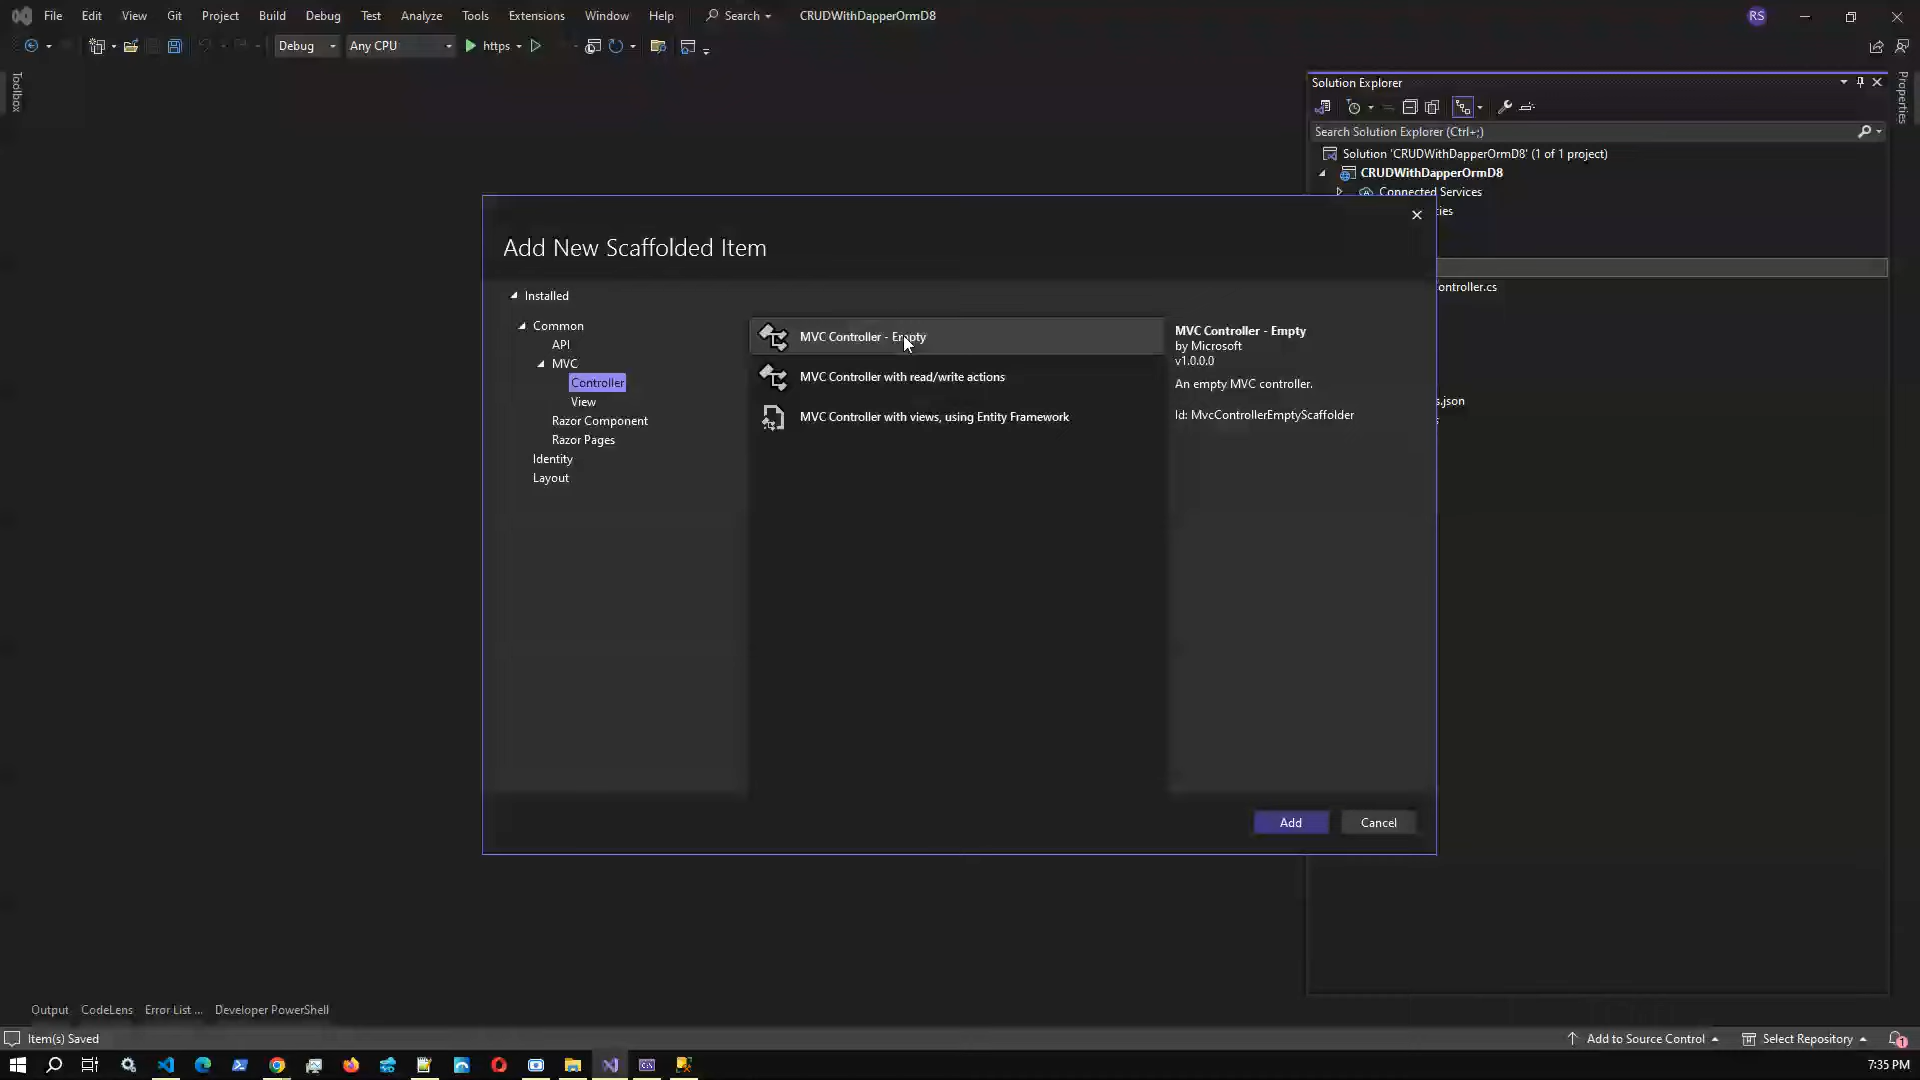 File Edit View Git Project Build Debug Test Analyze Tools Extensions Window Help Search CRUDWithDapperOrmD8 RS
Debug Any CPU https
Toolbox
Properties
Solution Explorer
Search Solution Explorer (Ctrl+;)
Solution 'CRUDWithDapperOrmD8' (1 of 1 project)
CRUDWithDapperOrmD8
Connected Services
ties
ontroller.cs
s.json
Add New Scaffolded Item
Installed
Common
API
MVC
Controller
View
Razor Component
Razor Pages
Identity
Layout
MVC Controller - Empty
MVC Controller with read/write actions
MVC Controller with views, using Entity Framework
MVC Controller - Empty
by Microsoft
v1.0.0.0
An empty MVC controller.
Id: MvcControllerEmptyScaffolder
Add Cancel
Output CodeLens Error List ... Developer PowerShell
Item(s) Saved Add to Source Control Select Repository 1
7:35 PM